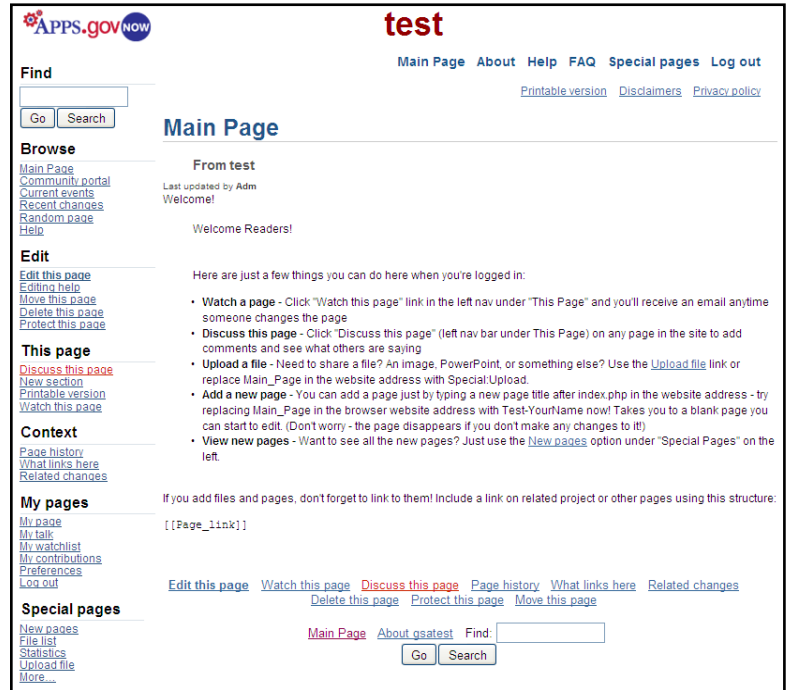 APPS.gov NOW
test
Main Page About Help FAQ Special pages Log out
Printable version Disclaimers Privacy policy
Find
Go Search
Browse
Main Page
Community portal
Current events
Recent changes
Random page
Help
Edit
Edit this page
Editing help
Move this page
Delete this page
Protect this page
This page
Discuss this page
New section
Printable version
Watch this page
Context
Page history
What links here
Related changes
My pages
My page
My talk
My watchlist
My contributions
Preferences
Log out
Special pages
New pages
File list
Statistics
Upload file
More...
Main Page
From test
Last updated by Adm
Welcome!
Welcome Readers!
Here are just a few things you can do here when you're logged in:
• Watch a page - Click "Watch this page" link in the left nav under "This Page" and you'll receive an email anytime
someone changes the page
• Discuss this page - Click "Discuss this page" (left nav bar under This Page) on any page in the site to add
comments and see what others are saying
• Upload a file - Need to share a file? An image, PowerPoint, or something else? Use the Upload file link or
replace Main_Page in the website address with Special:Upload.
• Add a new page - You can add a page just by typing a new page title after index.php in the website address - try
replacing Main_Page in the browser website address with Test-YourName now! Takes you to a blank page you
can start to edit. (Don't worry - the page disappears if you don't make any changes to it!)
• View new pages - Want to see all the new pages? Just use the New pages option under "Special Pages" on the
left.
If you add files and pages, don't forget to link to them! Include a link on related project or other pages using this structure:
[[Page_link]]
Edit this page Watch this page Discuss this page Page history What links here Related changes
Delete this page Protect this page Move this page
Main Page About gsatest Find:
Go Search